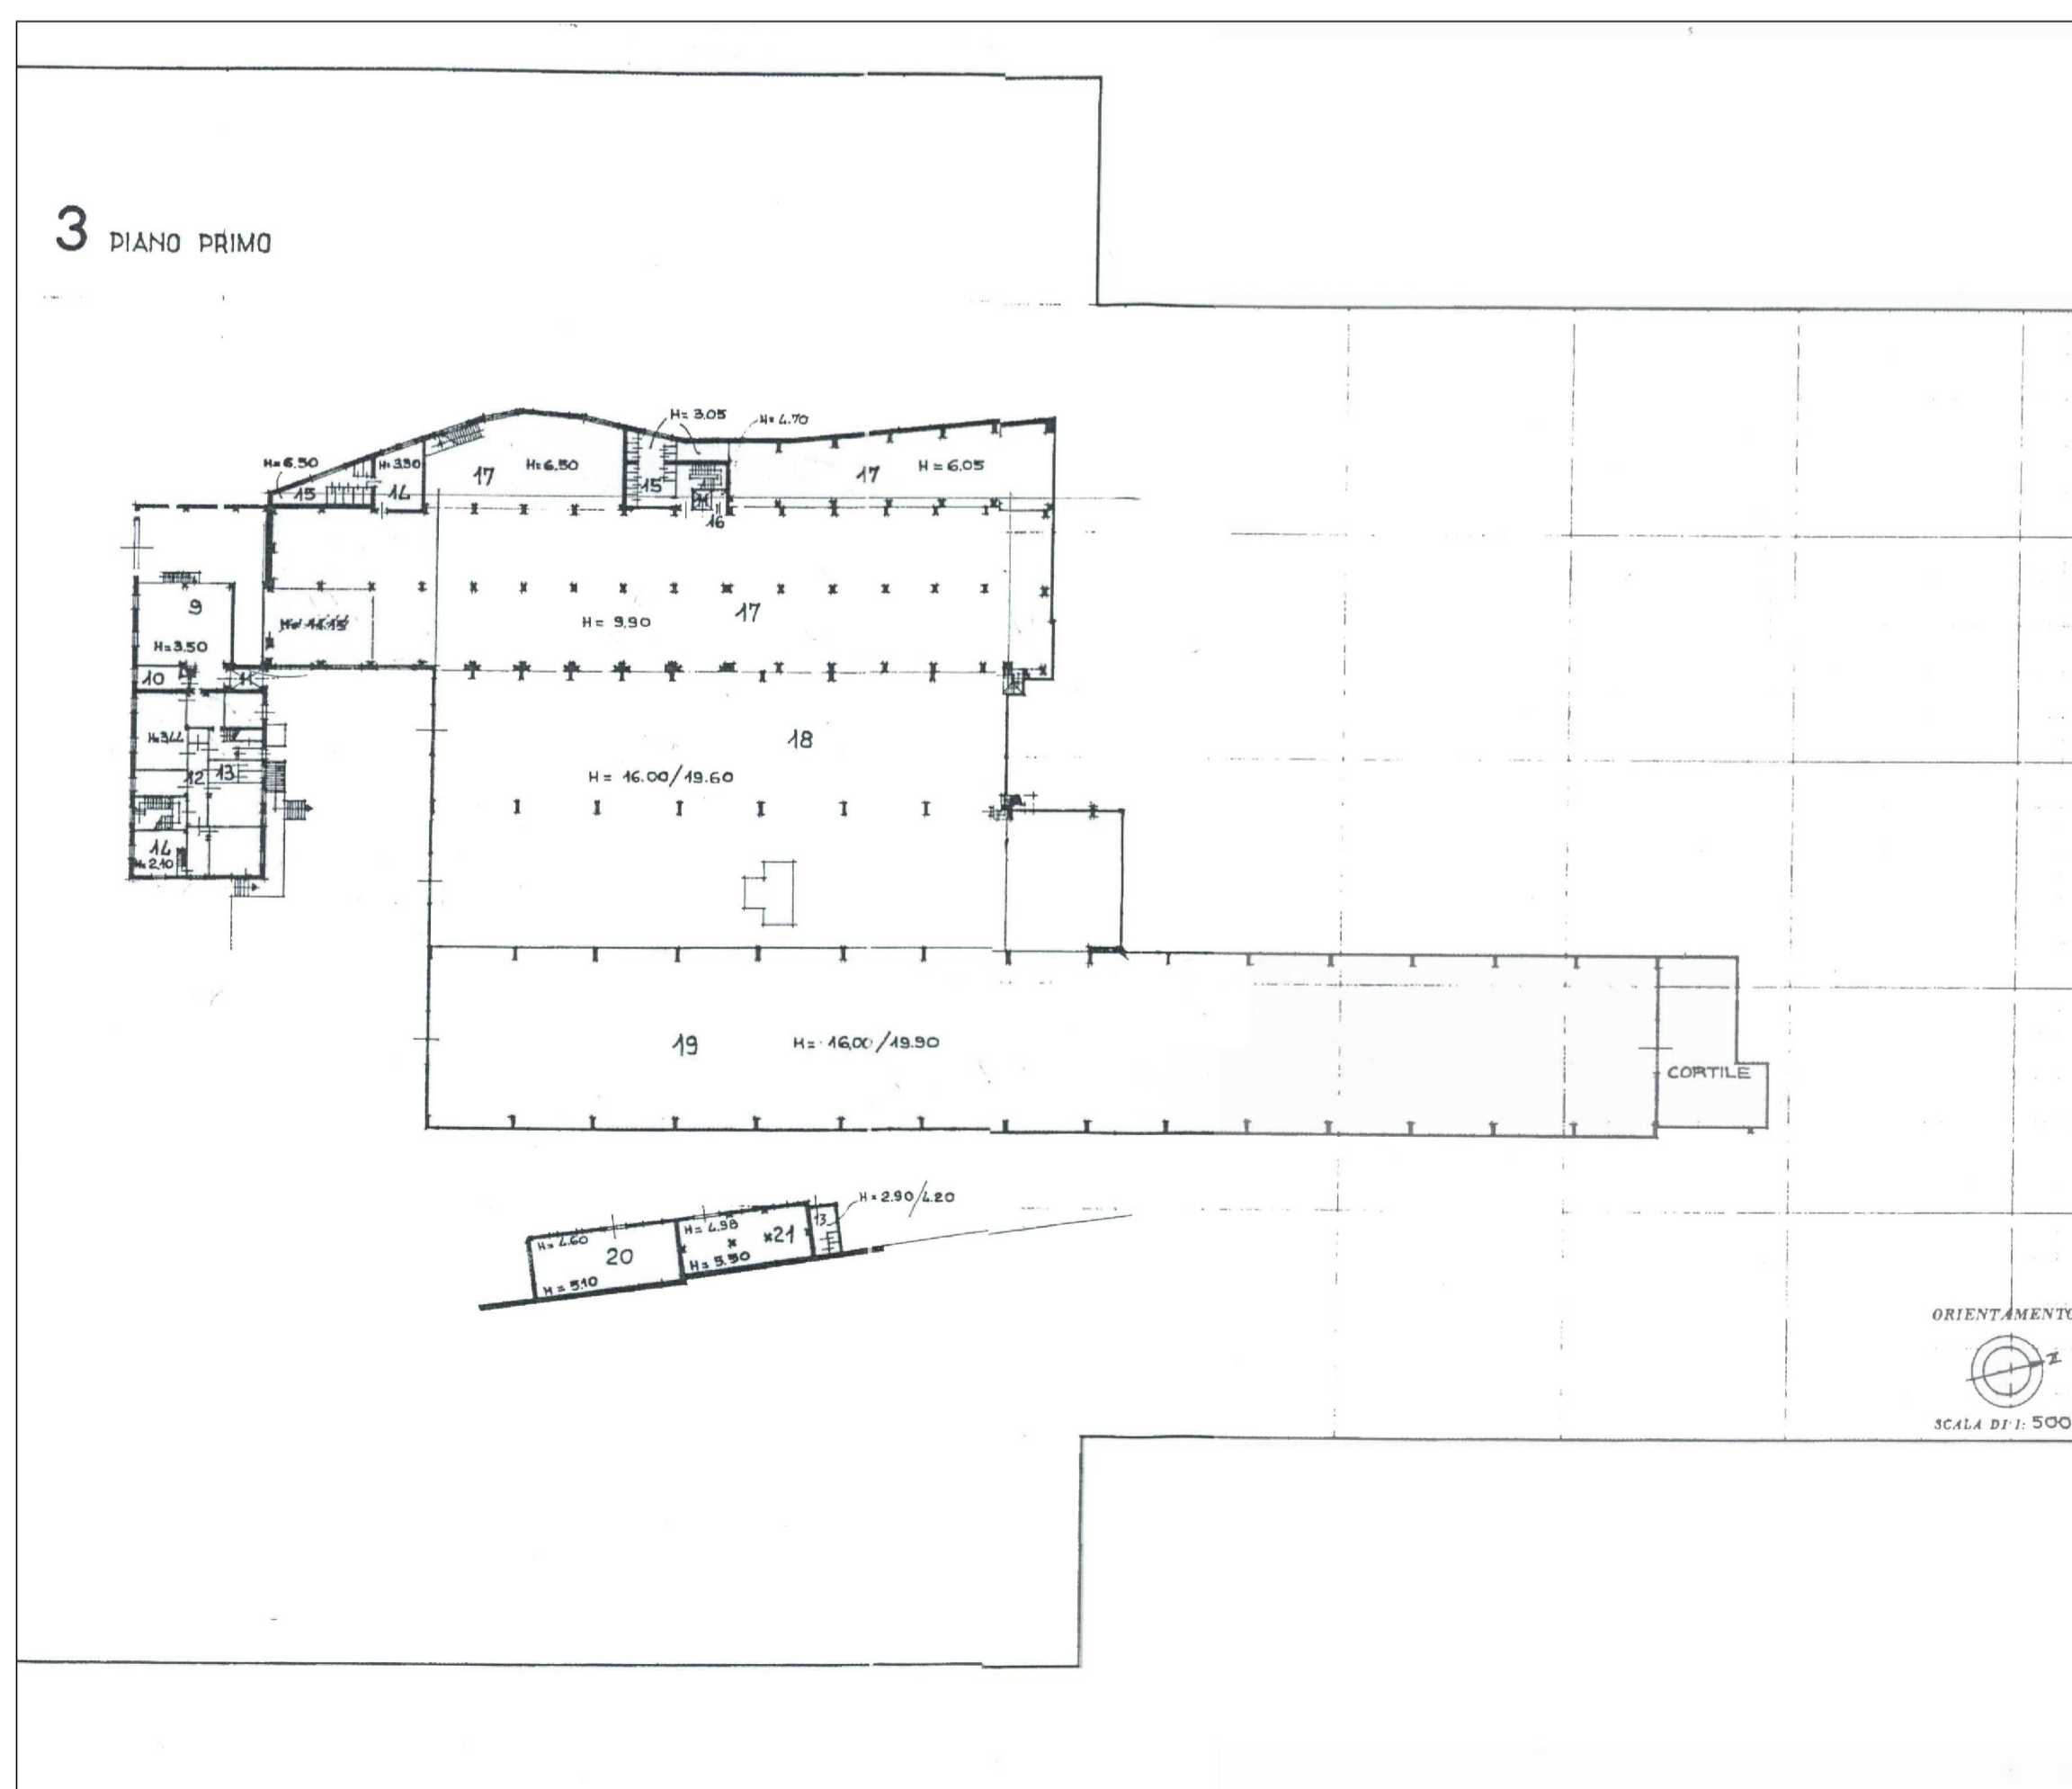 3 PIANO PRIMO
H= 3.05
H= 4.70
H= 6.50
H= 3.50
17
H= 6.50
17
H= 6.05
15
14
15
16
9
17
H= 9.90
H= 3.50
10
11
18
H= 3.44
12
13
H= 16.00/19.60
14
H= 2.10
19
H= 16,00/19.90
CORTILE
H= 2.90/4.20
H= 4.60
20
H= 5.10
H= 4.98
21
13
H= 5.50
ORIENTAMENTO
N
SCALA DI 1: 500